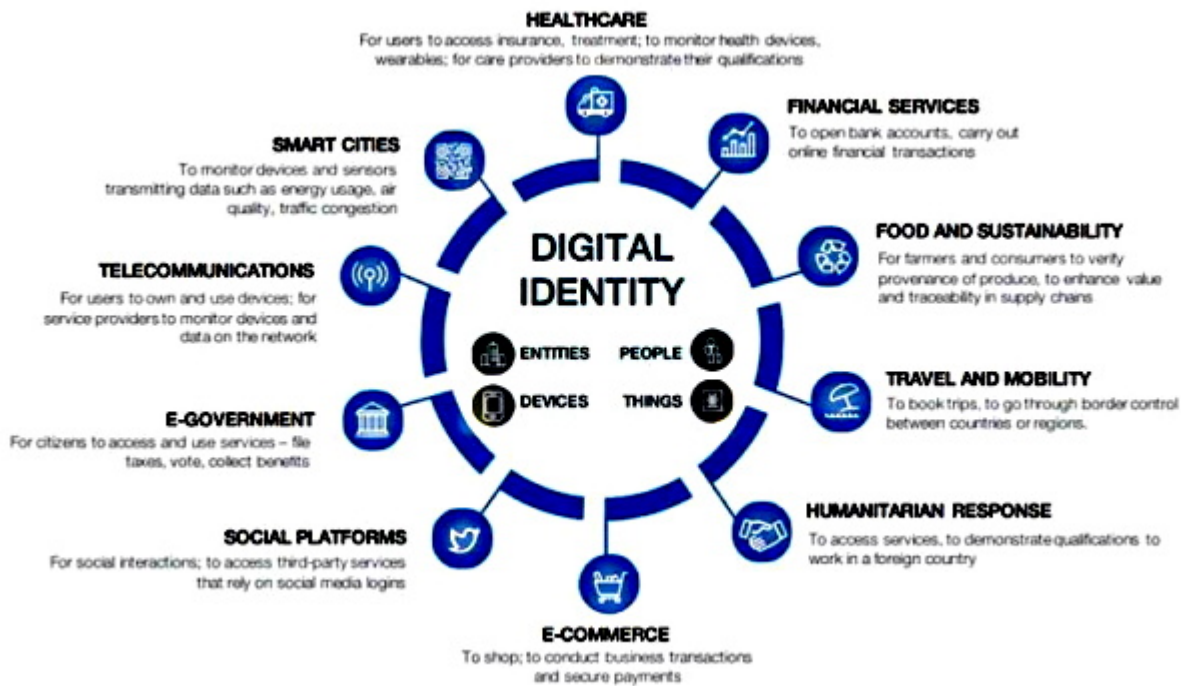 HEALTHCARE
For users to access insurance, treatment; to monitor health devices,
wearables; for care providers to demonstrate their qualifications
FINANCIAL SERVICES
To open bank accounts, carry out
online financial transactions
FOOD AND SUSTAINABILITY
For farmers and consumers to verify
provenance of produce, to enhance value
and traceability in supply chains
TRAVEL AND MOBILITY
To book trips, to go through border control
between countries or regions.
HUMANITARIAN RESPONSE
To access services, to demonstrate qualifications to
work in a foreign country
E-COMMERCE
To shop; to conduct business transactions
and secure payments
SOCIAL PLATFORMS
For social interactions; to access third-party services
that rely on social media logins
E-GOVERNMENT
For citizens to access and use services – file
taxes, vote, collect benefits
TELECOMMUNICATIONS
For users to own and use devices; for
service providers to monitor devices and
data on the network
SMART CITIES
To monitor devices and sensors
transmitting data such as energy usage, air
quality, traffic congestion
DIGITAL
IDENTITY
ENTITIES
PEOPLE
DEVICES
THINGS